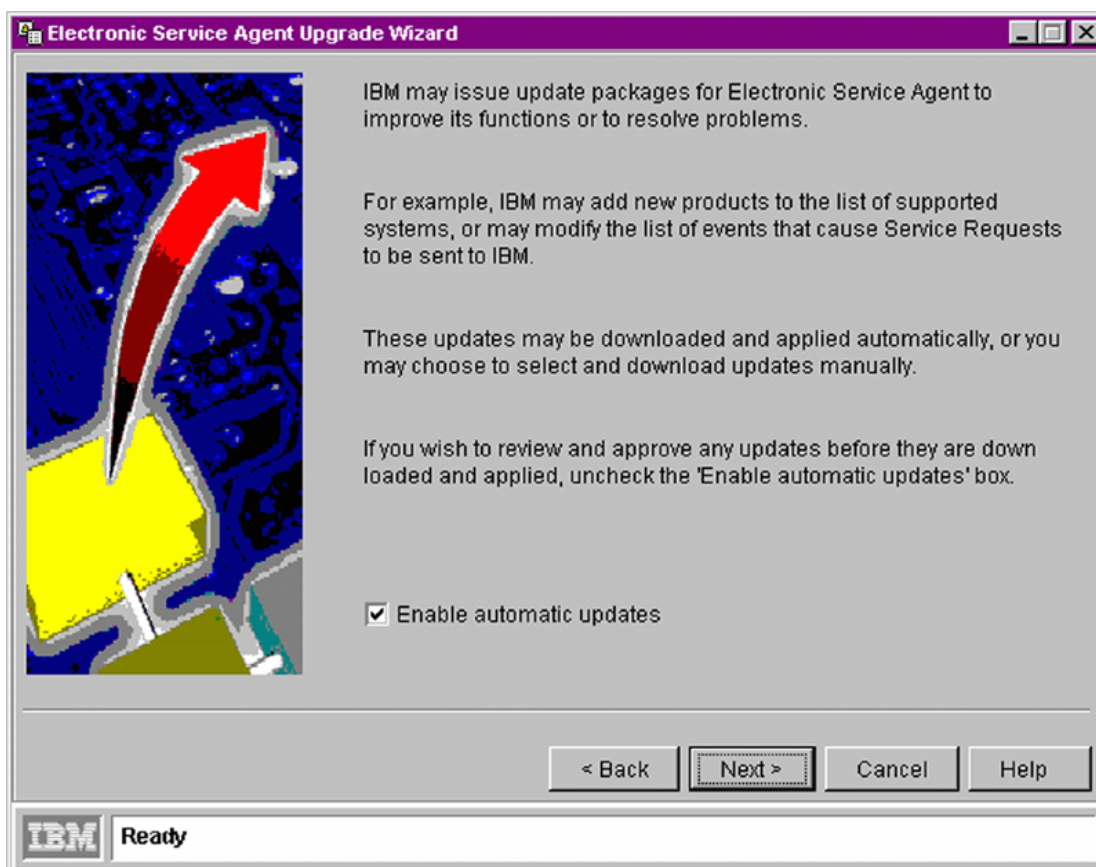 Electronic Service Agent Upgrade Wizard
IBM may issue update packages for Electronic Service Agent to
improve its functions or to resolve problems.
For example, IBM may add new products to the list of supported
systems, or may modify the list of events that cause Service Requests
to be sent to IBM.
These updates may be downloaded and applied automatically, or you
may choose to select and download updates manually.
If you wish to review and approve any updates before they are down
loaded and applied, uncheck the 'Enable automatic updates' box.
Enable automatic updates
< Back
Next >
Cancel
Help
IBM
Ready